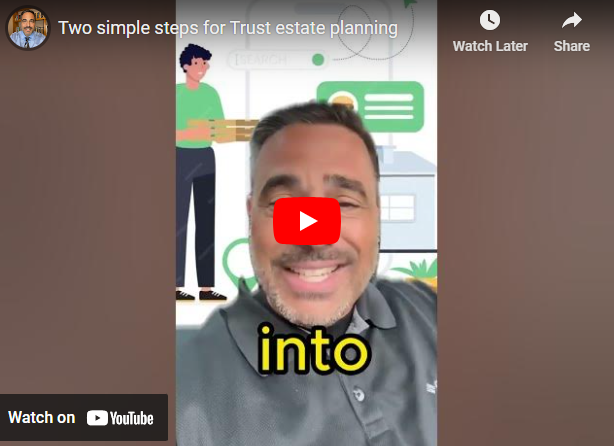 Two simple steps for Trust estate planning
Watch Later
Share
SEARCH
into
Watch on YouTube